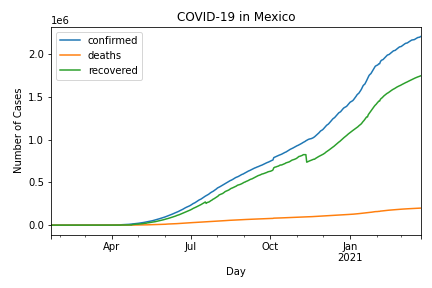 COVID-19 in Mexico
1e6
confirmed
deaths
recovered
2.0
1.5
1.0
0.5
0.0
Number of Cases
Apr
Jul
Oct
Jan
2021
Day